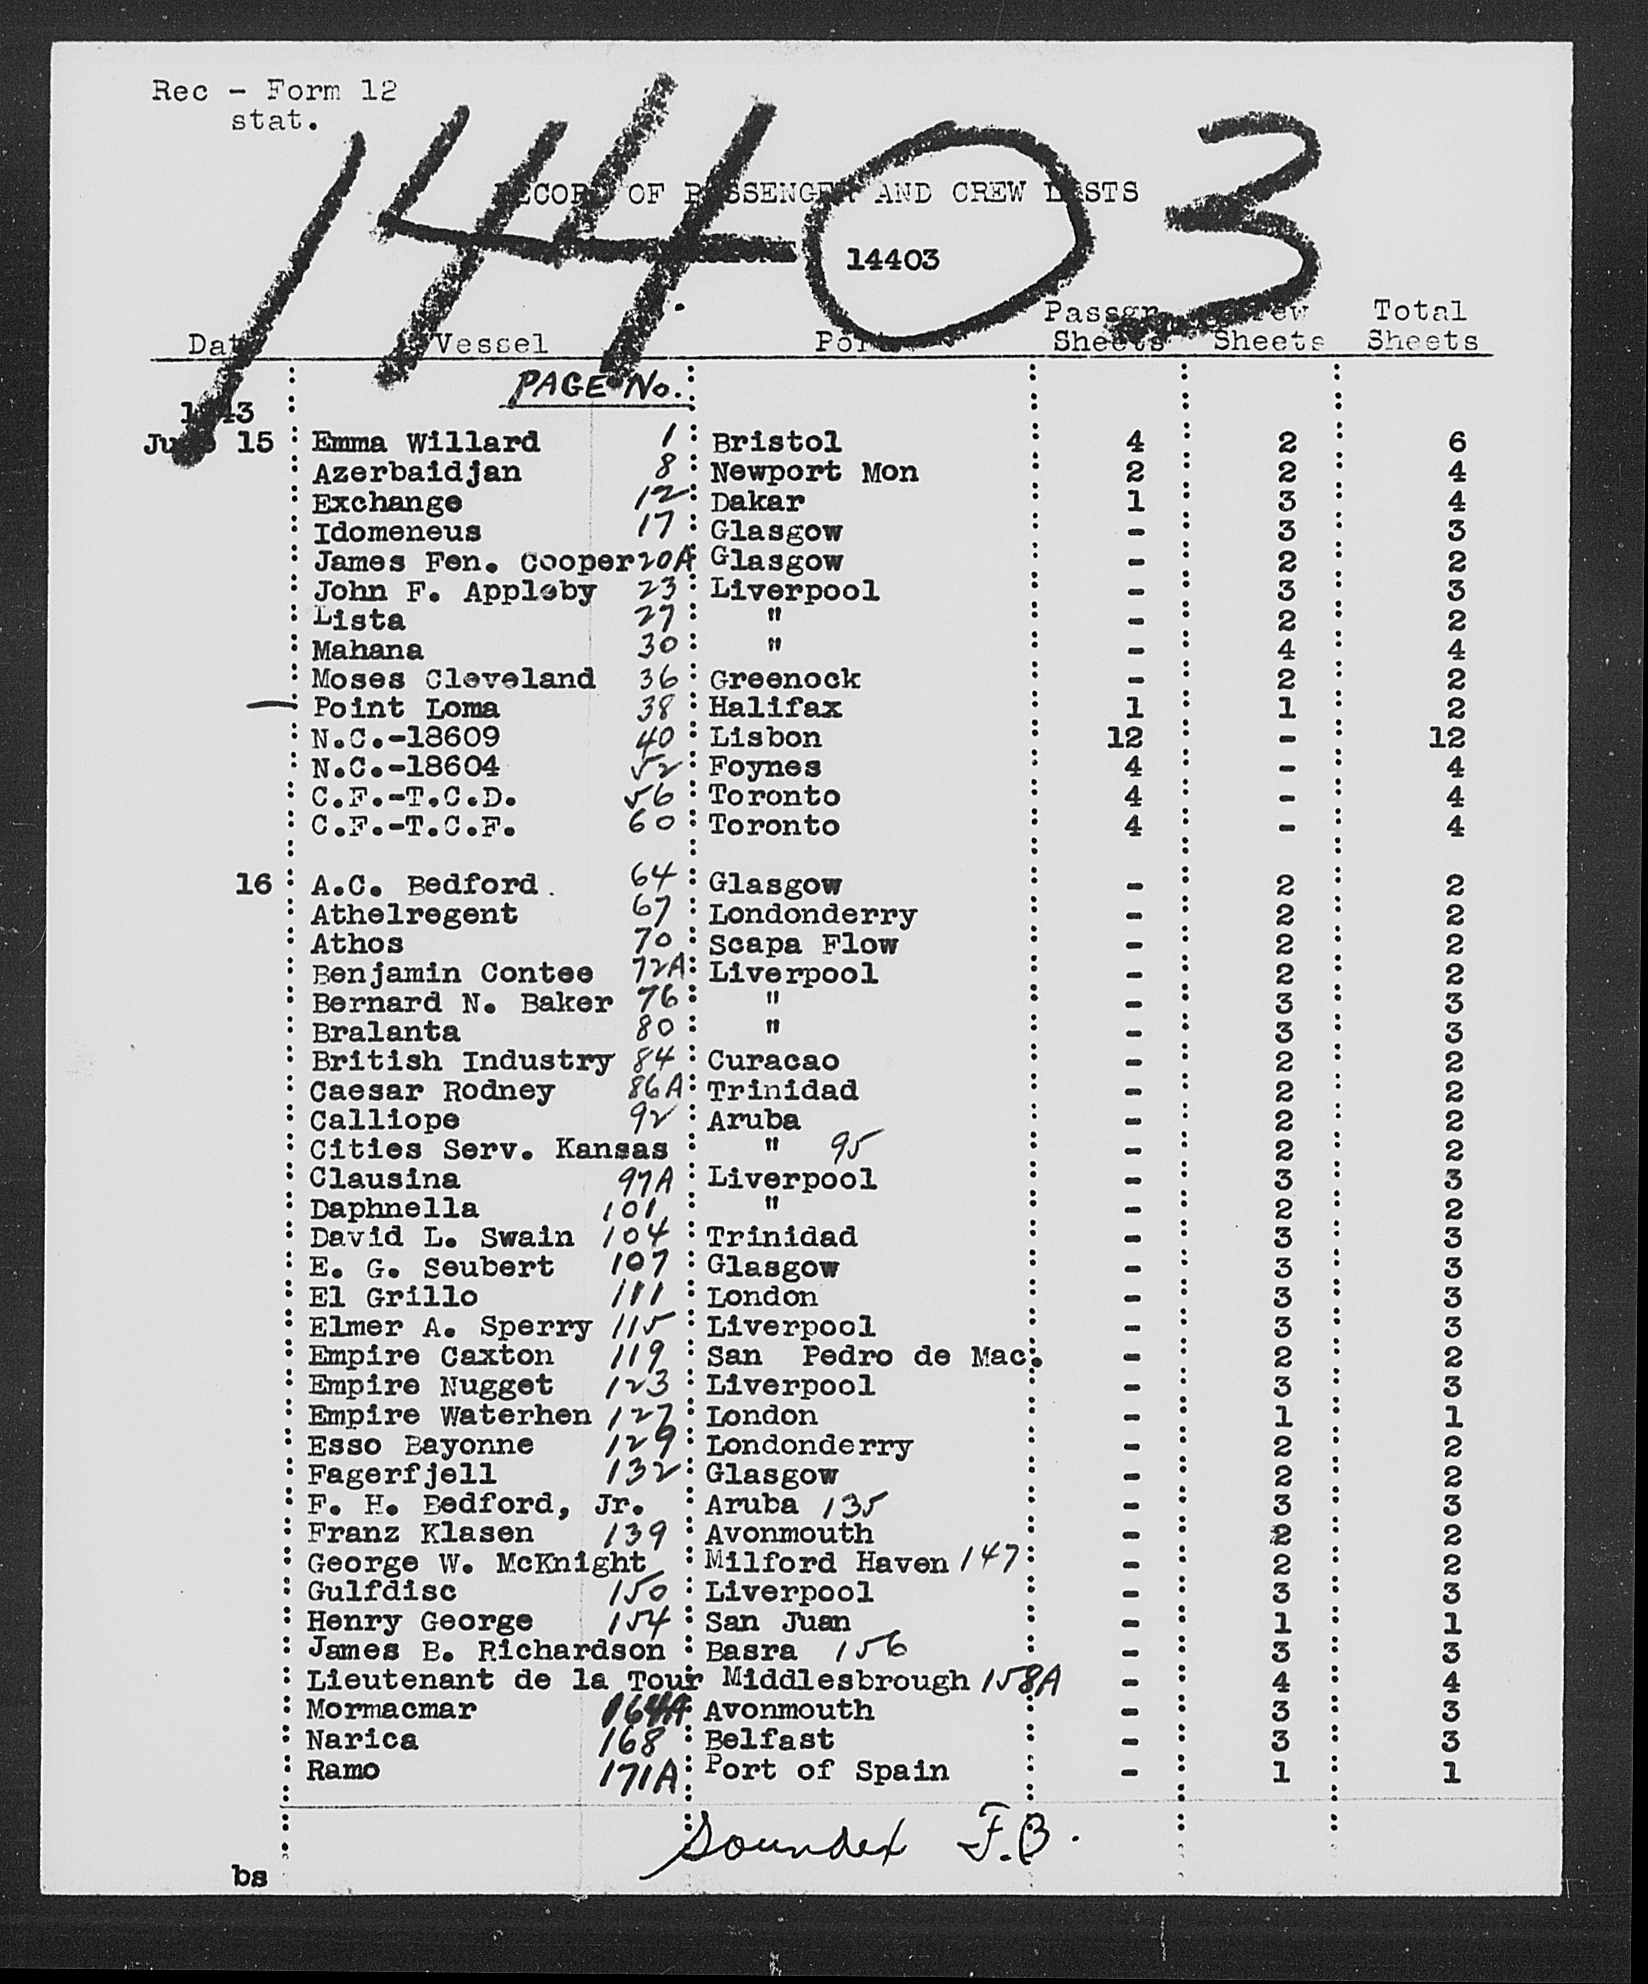 Rec - Form 12
stat.
14403
RECORD OF PASSENGER AND CREW LISTS
14403
Date Vessel Port Passgr. Sheets Crew Sheets Total Sheets
PAGE No.
1943
June 15 Emma Willard 1 Bristol 4 2 6
Azerbaidjan 8 Newport Mon 2 2 4
Exchange 12 Dakar 1 3 4
Idomeneus 17 Glasgow - 3 3
James Fen. Cooper 20A Glasgow - 2 2
John F. Appleby 23 Liverpool - 3 3
Lista 27 " - 2 2
Mahana 30 " - 4 4
Moses Cleveland 36 Greenock - 2 2
Point Loma 38 Halifax 1 1 2
N.C.-18609 40 Lisbon 12 - 12
N.C.-18604 52 Foynes 4 - 4
C.F.-T.C.D. 56 Toronto 4 - 4
C.F.-T.C.F. 60 Toronto 4 - 4
16 A.C. Bedford. 64 Glasgow - 2 2
Athelregent 67 Londonderry - 2 2
Athos 70 Scapa Flow - 2 2
Benjamin Contee 72A Liverpool - 2 2
Bernard N. Baker 76 " - 3 3
Bralanta 80 " - 3 3
British Industry 84 Curacao - 2 2
Caesar Rodney 86A Trinidad - 2 2
Calliope 92 Aruba - 2 2
Cities Serv. Kansas " 95 - 2 2
Clausina 97A Liverpool - 3 3
Daphnella 101 " - 2 2
David L. Swain 104 Trinidad - 3 3
E. G. Seubert 107 Glasgow - 3 3
El Grillo 111 London - 3 3
Elmer A. Sperry 115 Liverpool - 3 3
Empire Caxton 119 San Pedro de Mac. - 2 2
Empire Nugget 123 Liverpool - 3 3
Empire Waterhen 127 London - 1 1
Esso Bayonne 129 Londonderry - 2 2
Fagerfjell 132 Glasgow - 2 2
F. H. Bedford, Jr. Aruba 135 - 3 3
Franz Klasen 139 Avonmouth - 2 2
George W. McKnight Milford Haven 147 - 2 2
Gulfdisc 150 Liverpool - 3 3
Henry George 154 San Juan - 1 1
James B. Richardson Basra 156 - 3 3
Lieutenant de la Tour Middlesbrough 158A - 4 4
Mormacmar 164A Avonmouth - 3 3
Narica 168 Belfast - 3 3
Ramo 171A Port of Spain - 1 1
Soundex F.B.
bs